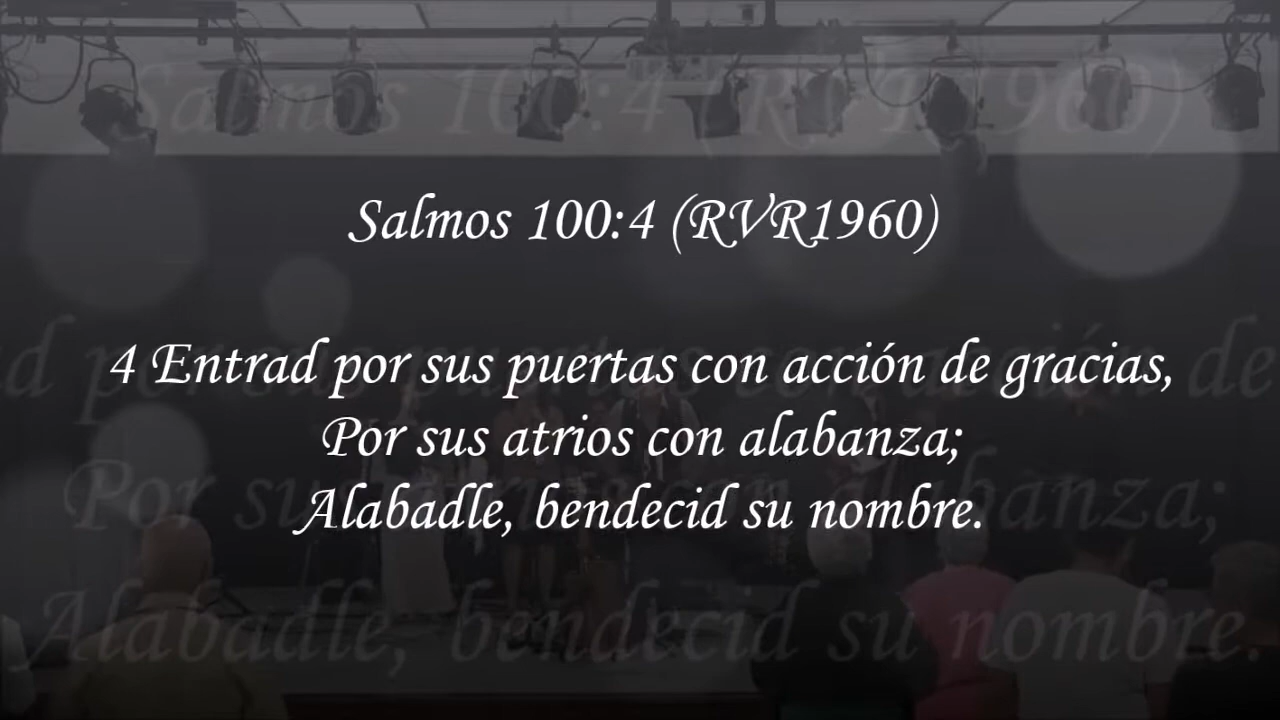 Salmos 100:4 (RVR1960)
4 Entrad por sus puertas con acción de gracias,
Por sus atrios con alabanza;
Alabadle, bendecid su nombre.